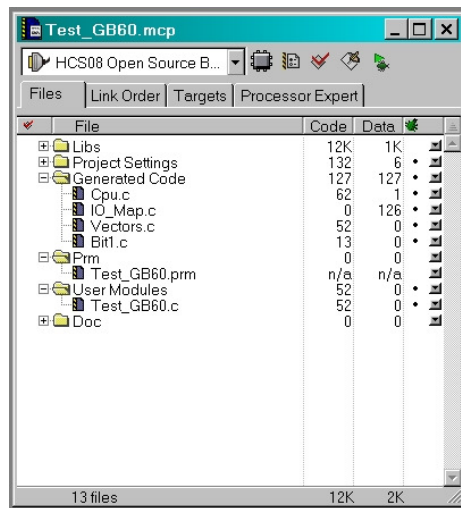 Test_GB60.mcp
HCS08 Open Source B...
Files Link Order Targets Processor Expert
File Code Data
Libs 12K 1K
Project Settings 132 6
Generated Code 127 127
Cpu.c 62 1
IO_Map.c 0 126
Vectors.c 52 0
Bit1.c 13 0
Prm 0 0
Test_GB60.prm n/a n/a
User Modules 52 0
Test_GB60.c 52 0
Doc 0 0
13 files 12K 2K